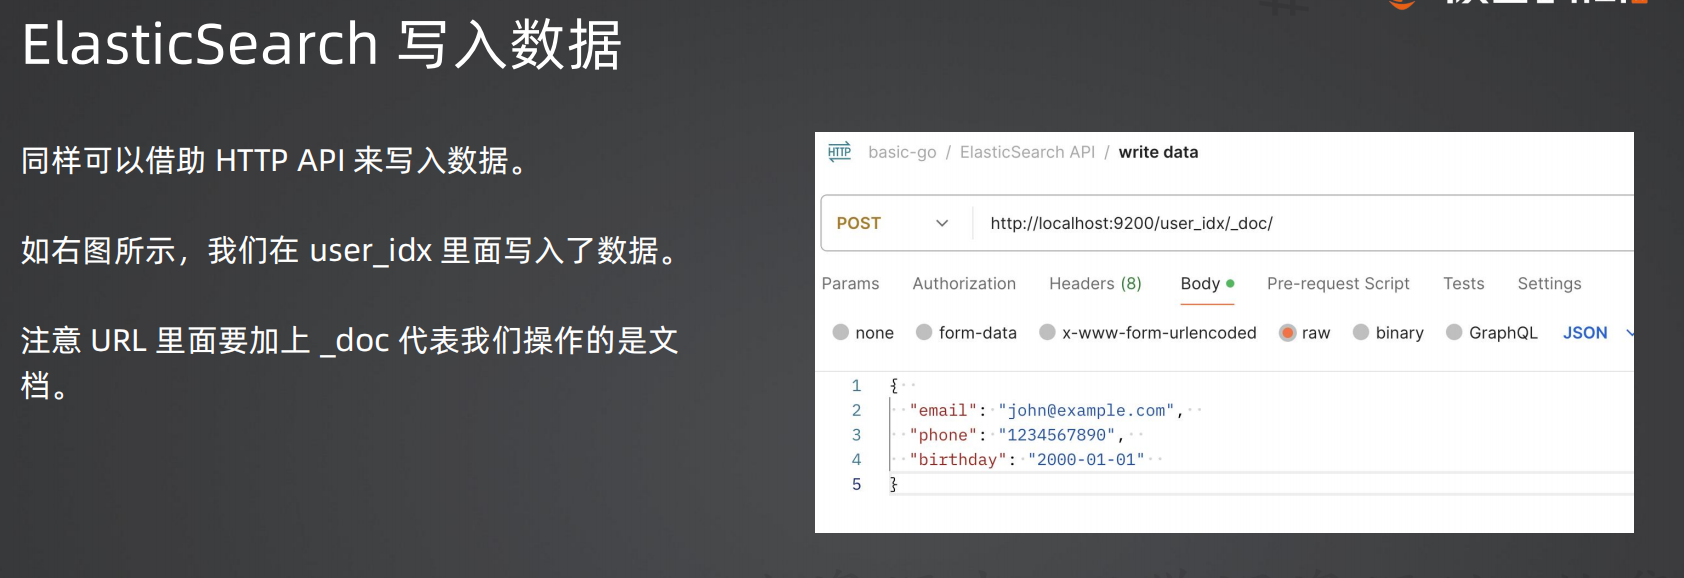 ElasticSearch 写入数据
同样可以借助 HTTP API 来写入数据。
如右图所示，我们在 user_idx 里面写入了数据。
注意 URL 里面要加上 _doc 代表我们操作的是文
档。
HTTP basic-go / ElasticSearch API / write data
POST http://localhost:9200/user_idx/_doc/
Params Authorization Headers (8) Body Pre-request Script Tests Settings
none form-data x-www-form-urlencoded raw binary GraphQL JSON
1 {
2 "email": "john@example.com",
3 "phone": "1234567890",
4 "birthday": "2000-01-01"
5 }